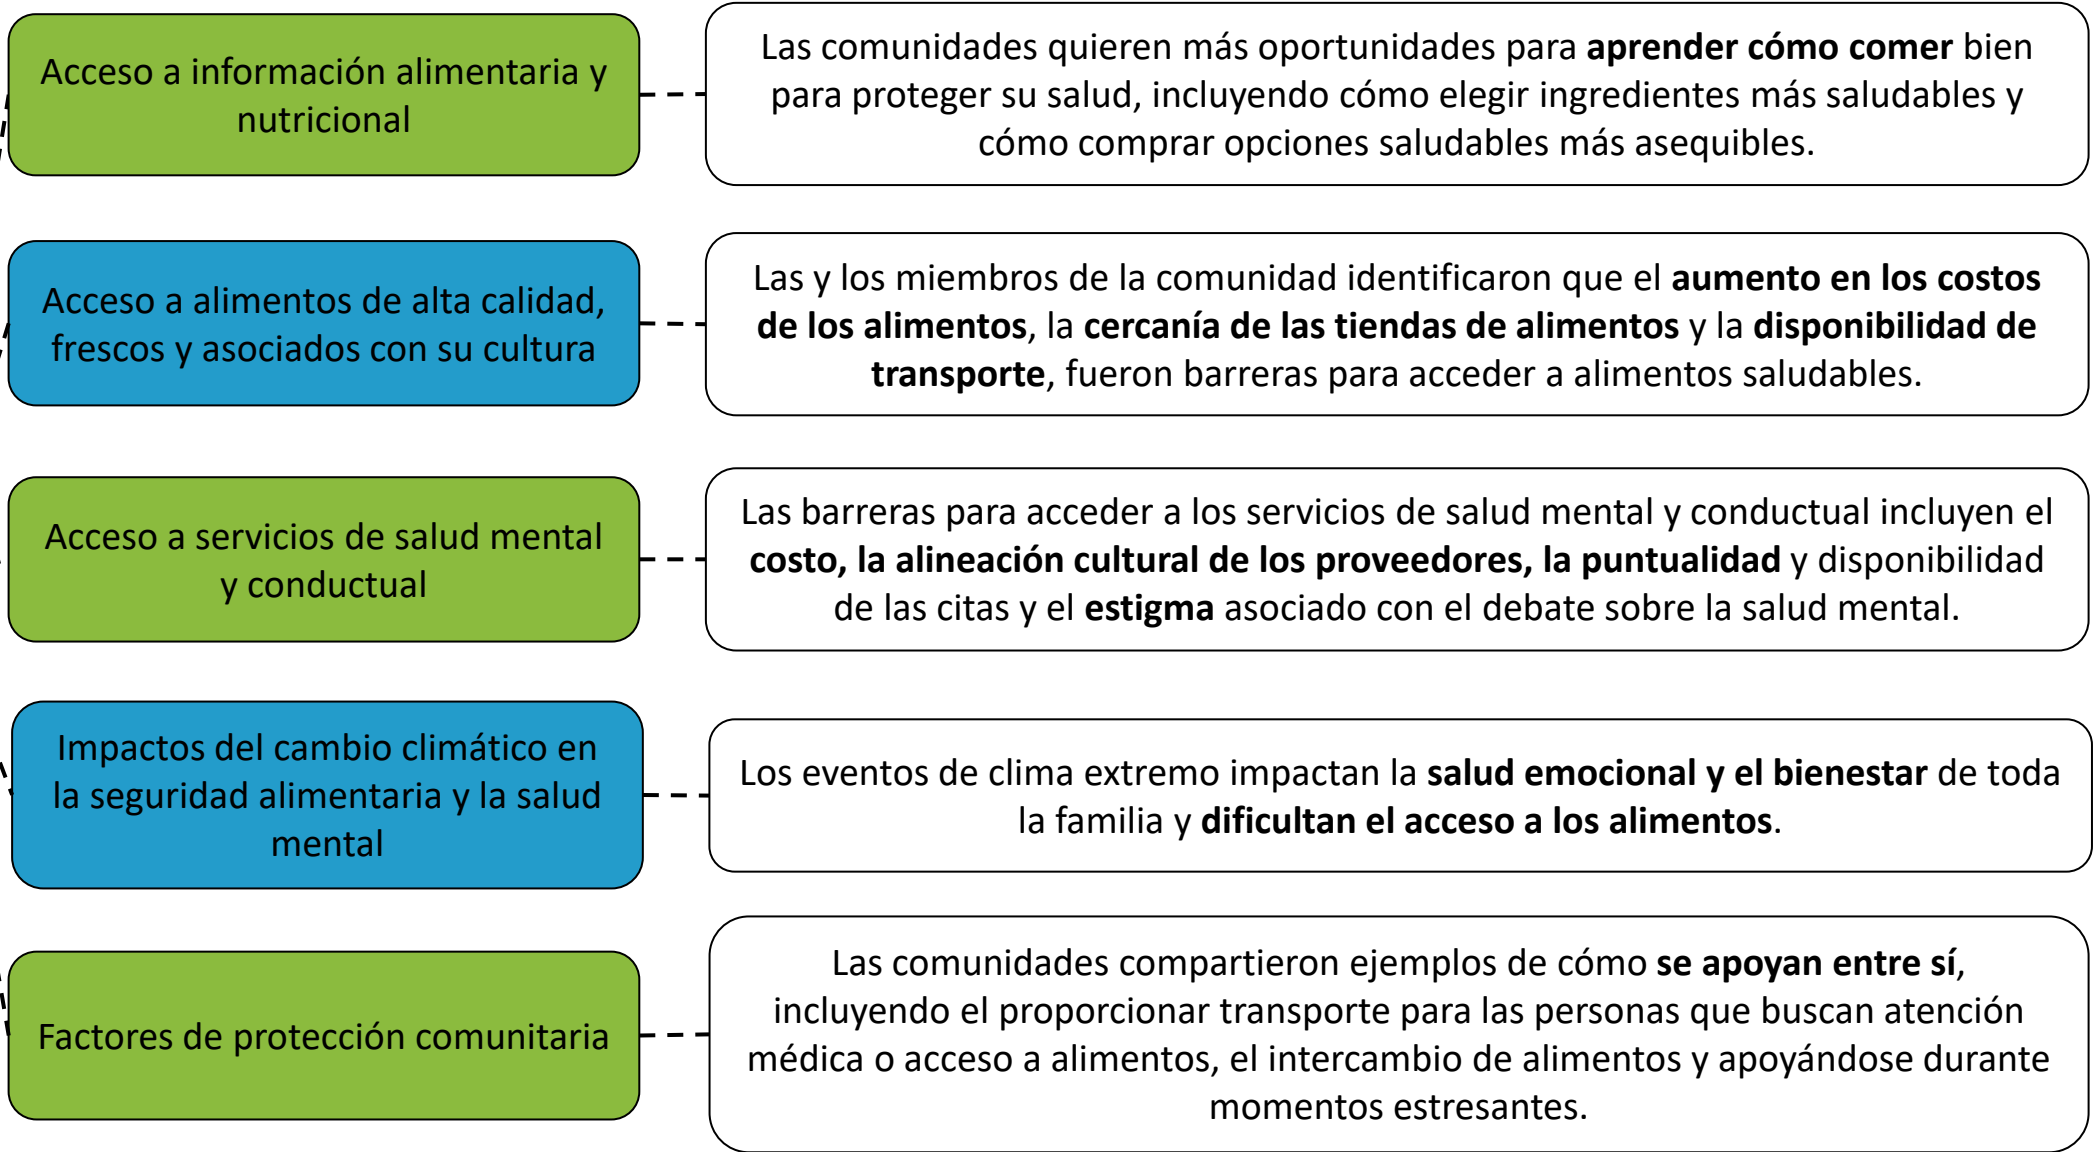 Acceso a información alimentaria y
nutricional
Las comunidades quieren más oportunidades para aprender cómo comer bien
para proteger su salud, incluyendo cómo elegir ingredientes más saludables y
cómo comprar opciones saludables más asequibles.
Acceso a alimentos de alta calidad,
frescos y asociados con su cultura
Las y los miembros de la comunidad identificaron que el aumento en los costos
de los alimentos, la cercanía de las tiendas de alimentos y la disponibilidad de
transporte, fueron barreras para acceder a alimentos saludables.
Acceso a servicios de salud mental
y conductual
Las barreras para acceder a los servicios de salud mental y conductual incluyen el
costo, la alineación cultural de los proveedores, la puntualidad y disponibilidad
de las citas y el estigma asociado con el debate sobre la salud mental.
Impactos del cambio climático en
la seguridad alimentaria y la salud
mental
Los eventos de clima extremo impactan la salud emocional y el bienestar de toda
la familia y dificultan el acceso a los alimentos.
Factores de protección comunitaria
Las comunidades compartieron ejemplos de cómo se apoyan entre sí,
incluyendo el proporcionar transporte para las personas que buscan atención
médica o acceso a alimentos, el intercambio de alimentos y apoyándose durante
momentos estresantes.